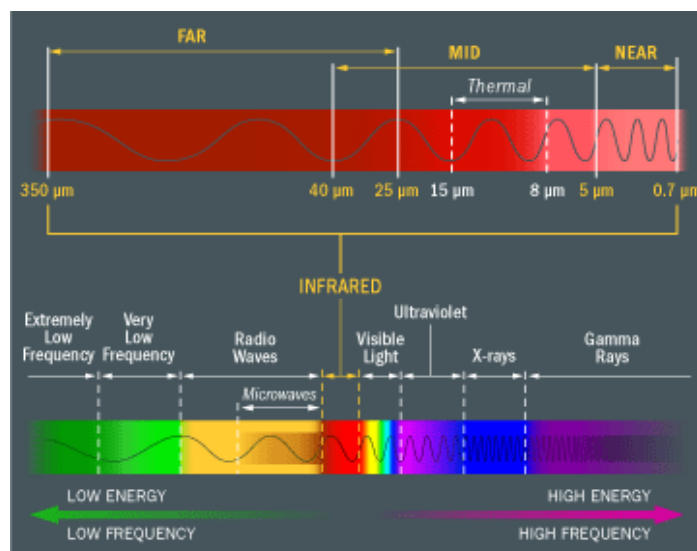 FAR
MID
NEAR
Thermal
350 µm
40 µm
25 µm
15 µm
8 µm
5 µm
0.7 µm
INFRARED
Extremely
Low
Frequency
Very
Low
Frequency
Radio
Waves
Microwaves
Visible
Light
Ultraviolet
X-rays
Gamma
Rays
LOW ENERGY
HIGH ENERGY
LOW FREQUENCY
HIGH FREQUENCY